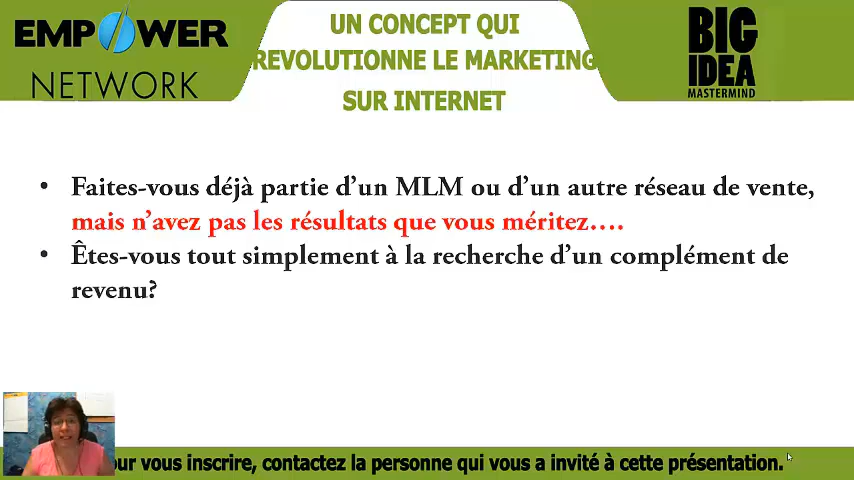 EMPOWER
NETWORK
UN CONCEPT QUI
REVOLUTIONNE LE MARKETING
SUR INTERNET
BIG
IDEA
MASTERMIND
• Faites-vous déjà partie d’un MLM ou d’un autre réseau de vente,
mais n’avez pas les résultats que vous méritez….
• Êtes-vous tout simplement à la recherche d’un complément de
revenu?
our vous inscrire, contactez la personne qui vous a invité à cette présentation.